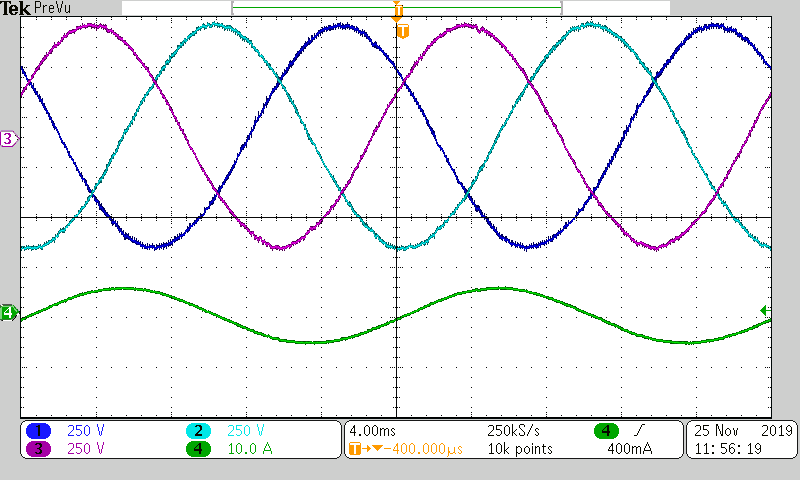 Tek PreVu
T
T
3
4
1 250 V 2 250 V 4.00ms 250kS/s 4 400mA 25 Nov 2019
3 250 V 4 10.0 A T→▼−400.000µs 10k points 11:56:19